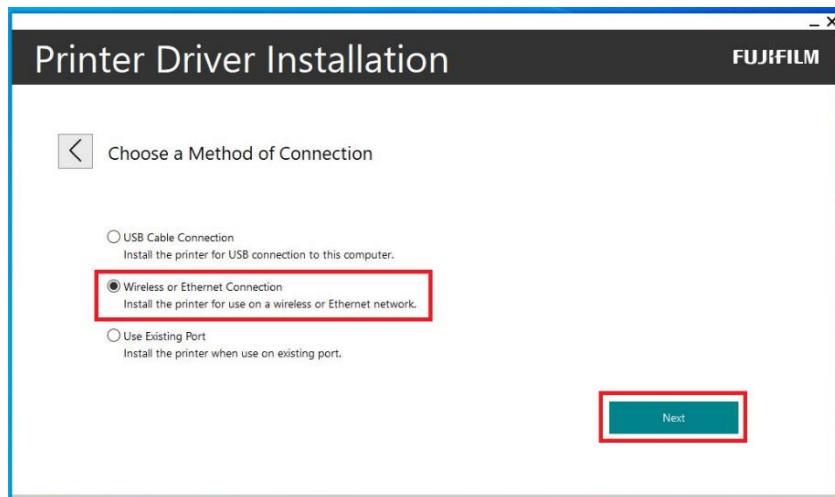 Printer Driver Installation
FUJIFILM
Choose a Method of Connection
USB Cable Connection
Install the printer for USB connection to this computer.
Wireless or Ethernet Connection
Install the printer for use on a wireless or Ethernet network.
Use Existing Port
Install the printer when use on existing port.
Next